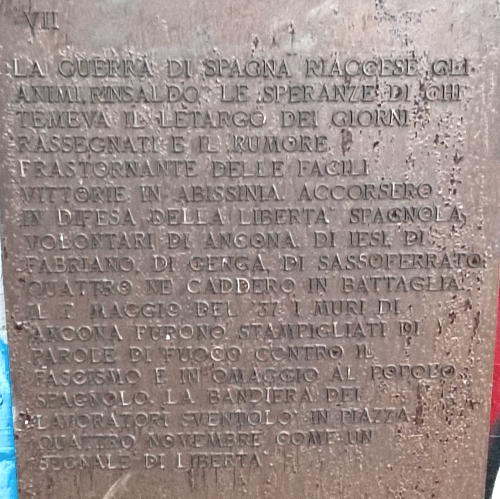 VII
LA GUERRA DI SPAGNA RIACCESE GLI
ANIMI, RINSALDO' LE SPERANZE DI CHI
TEMEVA IL LETARGO DEI GIORNI
RASSEGNATI E IL RUMORE
FRASTORNANTE DELLE FACILI
VITTORIE IN ABISSINIA. ACCORSERO
IN DIFESA DELLA LIBERTA' SPAGNOLA
VOLONTARI DI ANCONA, DI IESI, DI
FABRIANO, DI GENGA, DI SASSOFERRATO
QUATTRO NE CADDERO IN BATTAGLIA.
IL 2 MAGGIO DEL '37 I MURI DI
ANCONA FURONO STAMPIGLIATI DI
PAROLE DI FUOCO CONTRO IL
FASCISMO E IN OMAGGIO AL POPOLO
SPAGNOLO. LA BANDIERA DEI
LAVORATORI SVENTOLO' IN PIAZZA
QUATTRO NOVEMBRE COME UN
SEGNALE DI LIBERTA'.